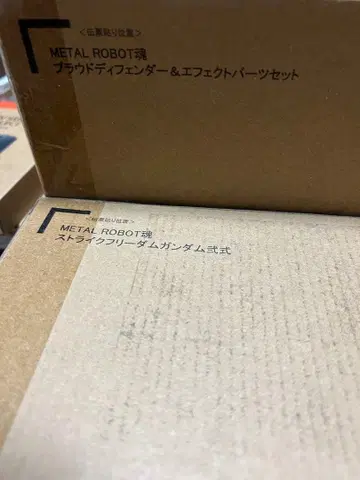 <伝票貼り位置>
METAL ROBOT魂
プラウドディフェンダー&エフェクトパーツセット
<伝票貼り位置>
METAL ROBOT魂
ストライクフリーダムガンダム弐式